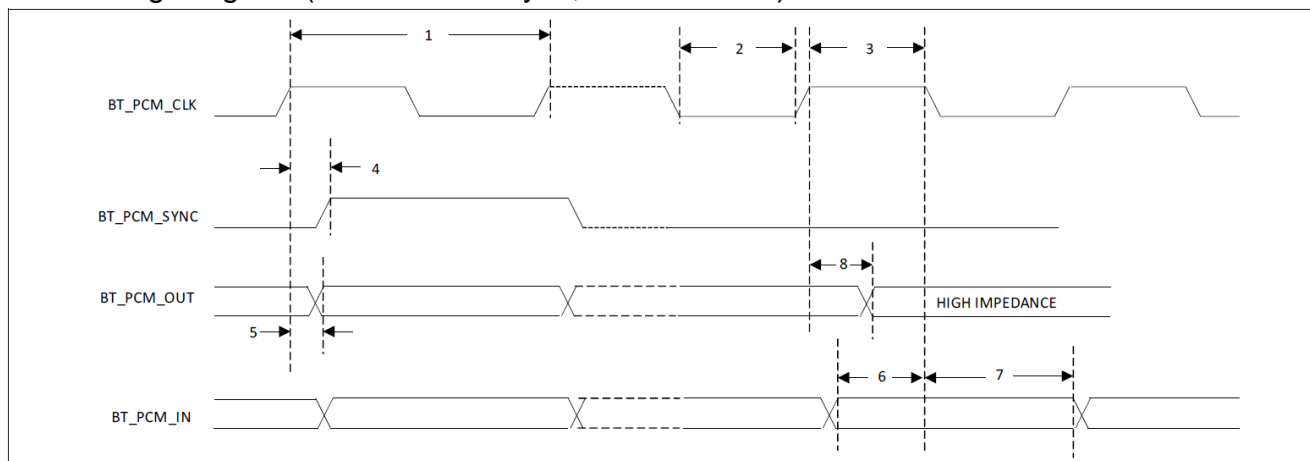 1
2
3
BT_PCM_CLK
4
BT_PCM_SYNC
8
BT_PCM_OUT
HIGH IMPEDANCE
5
6
7
BT_PCM_IN